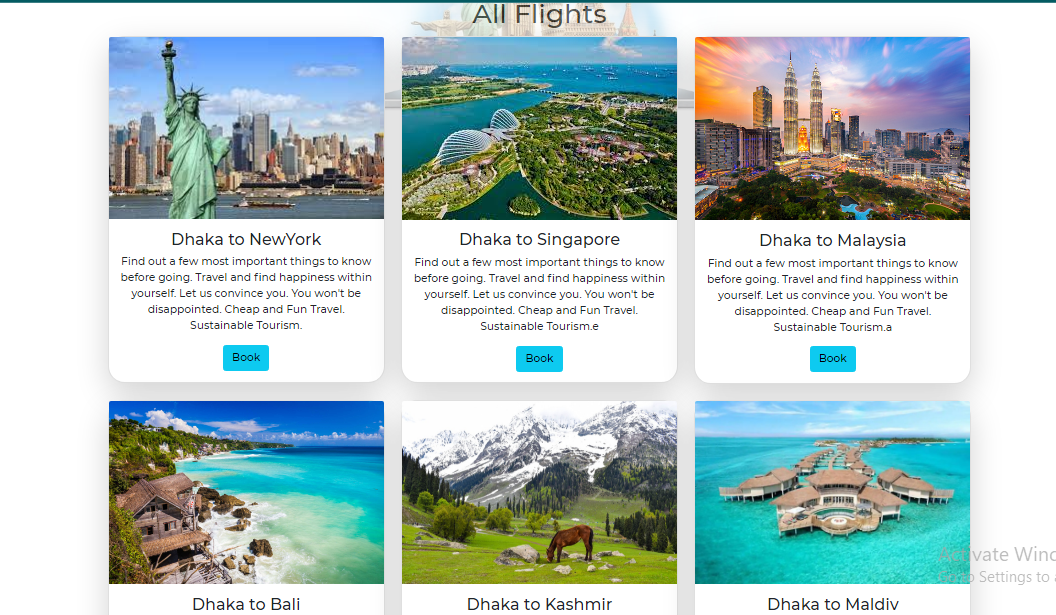 All Flights
Dhaka to NewYork
Find out a few most important things to know
before going. Travel and find happiness within
yourself. Let us convince you. You won't be
disappointed. Cheap and Fun Travel.
Sustainable Tourism.
Book
Dhaka to Singapore
Find out a few most important things to know
before going. Travel and find happiness within
yourself. Let us convince you. You won't be
disappointed. Cheap and Fun Travel.
Sustainable Tourism.e
Book
Dhaka to Malaysia
Find out a few most important things to know
before going. Travel and find happiness within
yourself. Let us convince you. You won't be
disappointed. Cheap and Fun Travel.
Sustainable Tourism.a
Book
Dhaka to Bali
Dhaka to Kashmir
Dhaka to Maldiv
Activate Wind
to Settings to a